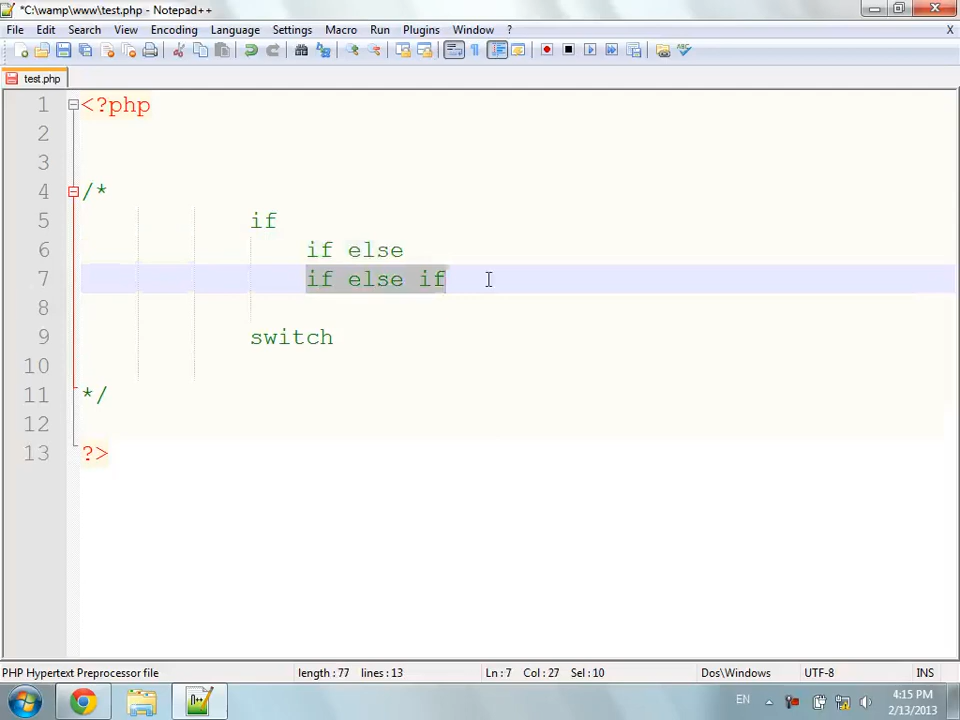 *C:\wamp\www\test.php - Notepad++
File Edit Search View Encoding Language Settings Macro Run Plugins Window ? X
test.php
1 <?php
2
3
4 /*
5 if
6 if else
7 if else if
8
9 switch
10
11 */
12
13 ?>
PHP Hypertext Preprocessor file length : 77 lines : 13 Ln : 7 Col : 27 Sel : 10 Dos\Windows UTF-8 INS
EN 4:15 PM
2/13/2013